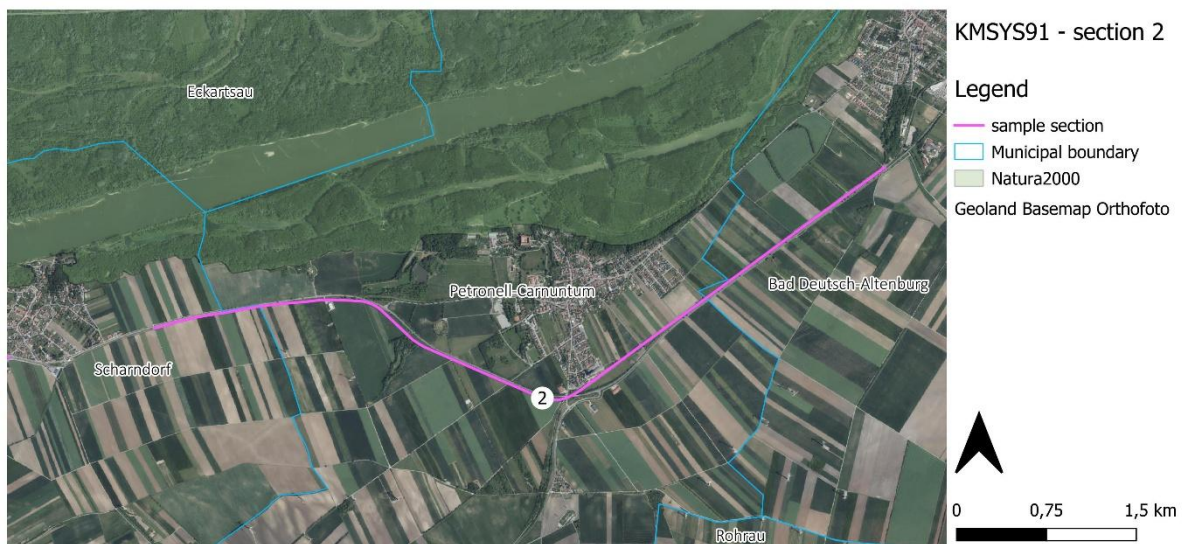 KMSYS91 - section 2
Legend
sample section
Municipal boundary
Natura2000
Geoland Basemap Orthofoto
Eckartsau
Petronell-Carnuntum
Bad Deutsch-Altenburg
Scharndorf
2
Rohrau
0 0,75 1,5 km